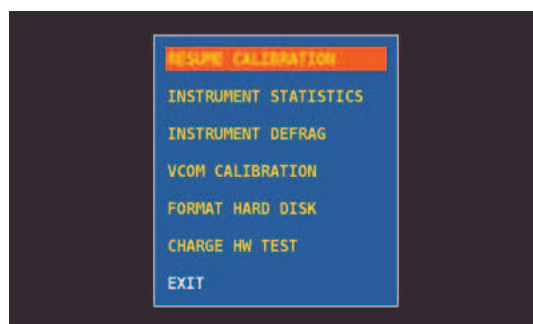 RESUME CALIBRATION
INSTRUMENT STATISTICS
INSTRUMENT DEFRAG
VCOM CALIBRATION
FORMAT HARD DISK
CHARGE HW TEST
EXIT